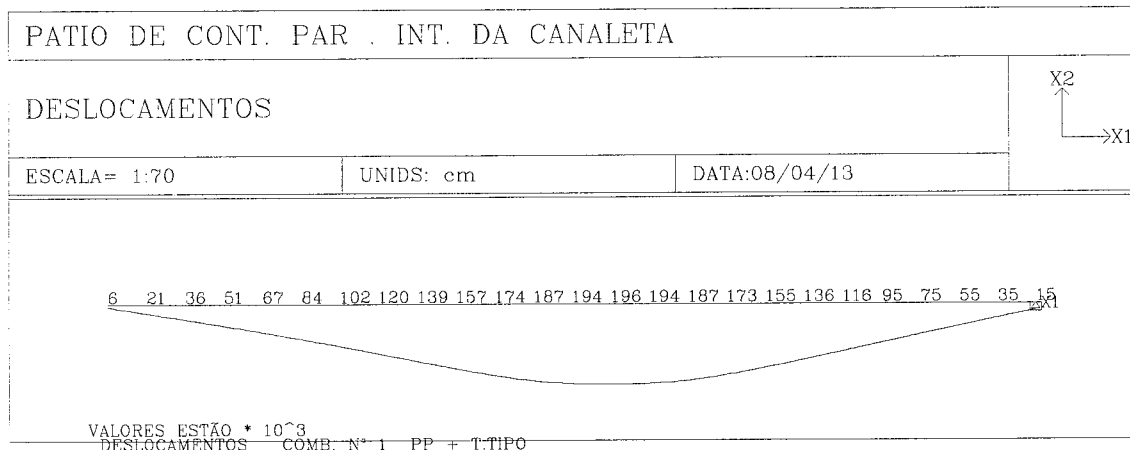 PATIO DE CONT. PAR . INT. DA CANALETA
X2
DESLOCAMENTOS
X1
ESCALA= 1:70 UNIDS: cm DATA:08/04/13
6 21 36 51 67 84 102 120 139 157 174 187 194 196 194 187 173 155 136 116 95 75 55 35 15
X1
VALORES ESTÃO * 10^3
DESLOCAMENTOS COMB. N° 1 PP + T.TIPO